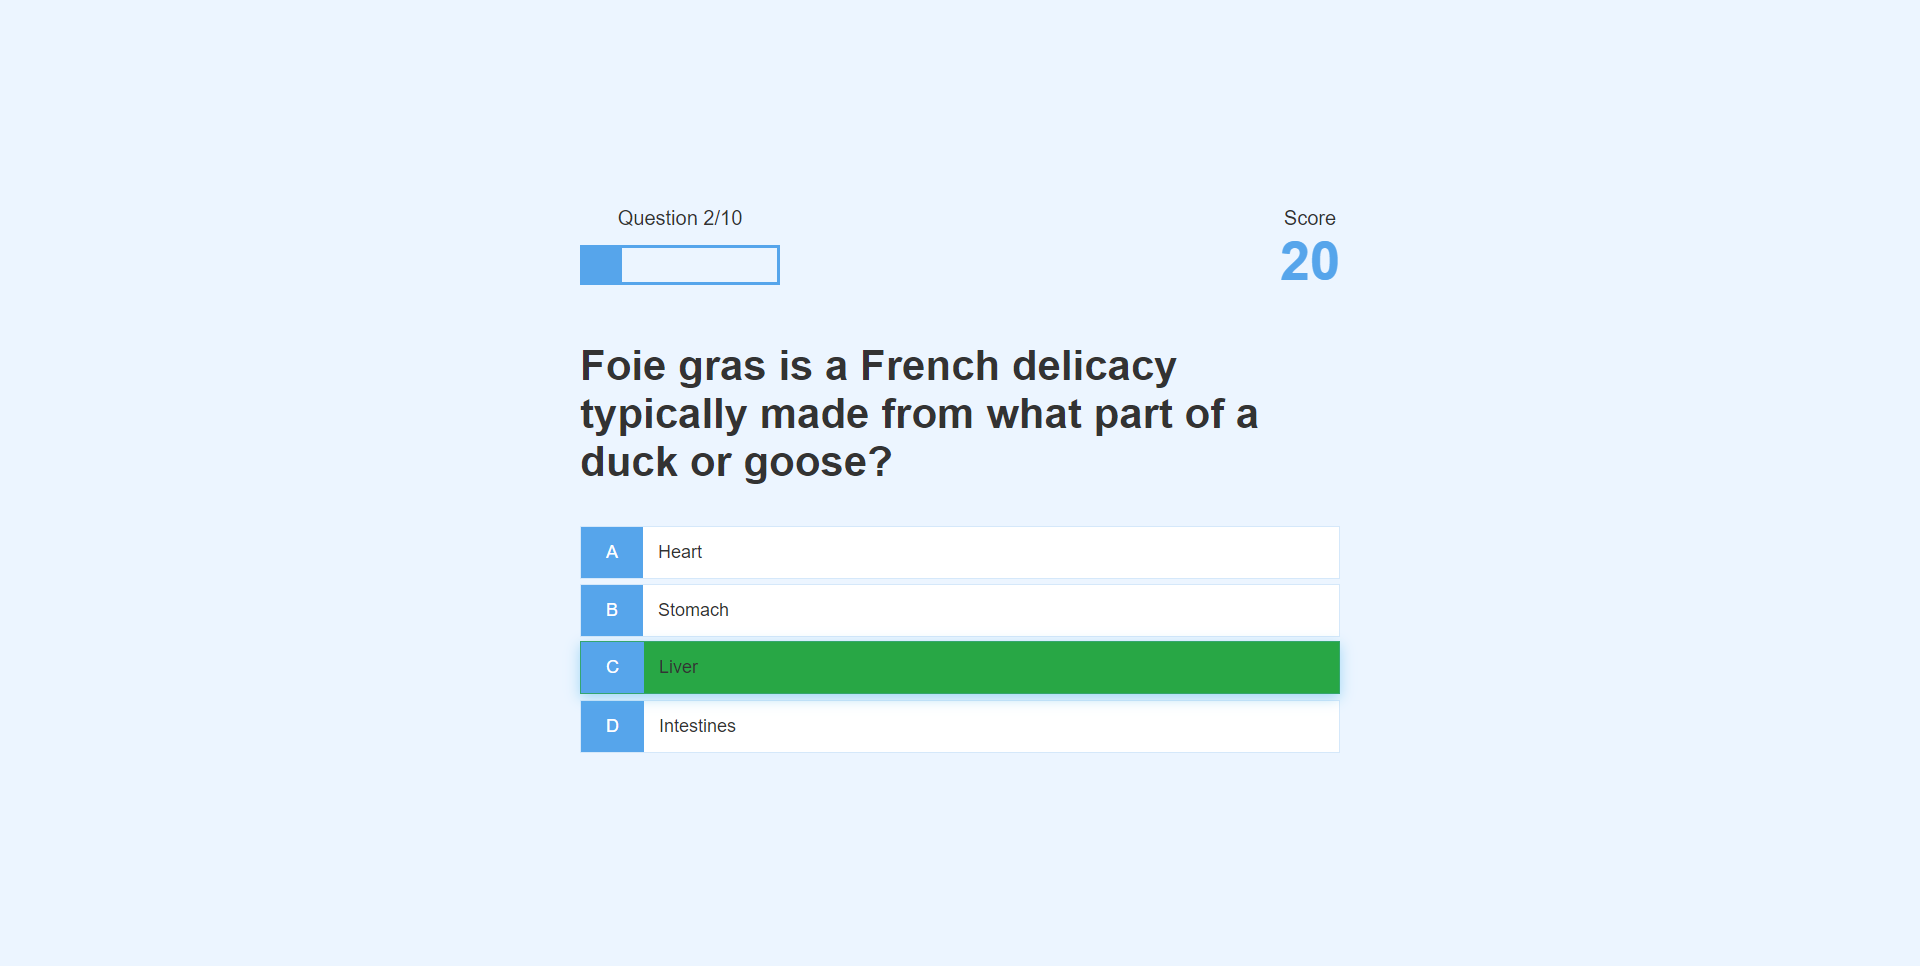 Question 2/10
Score
20
Foie gras is a French delicacy
typically made from what part of a
duck or goose?
A Heart
B Stomach
C Liver
D Intestines